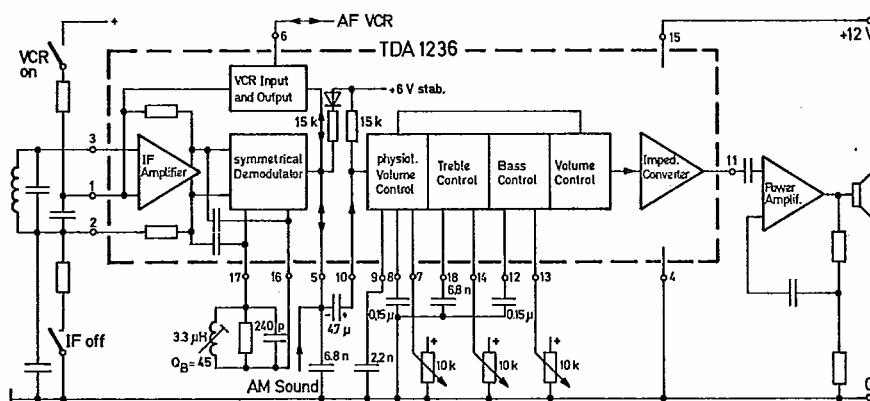 AF VCR
+
6
TDA 1236
15
+12 V
VCR
on
VCR Input
and Output
+6 V stab.
15 k
15 k
3
IF
Amplifier
symmetrical
Demodulator
physiol.
Volume
Control
Treble
Control
Bass
Control
Volume
Control
Imped.
Converter
11
Power
Amplif.
1
2
17
16
5
10
9
8
7
18
14
12
13
4
6.8 n
0,15 µ
0.15 µ
- +
47 µ
3.3 µH
240 p
Q_B = 45
IF off
6.8 n
2.2 n
AM Sound
+
10 k
+
10 k
+
10 k
0